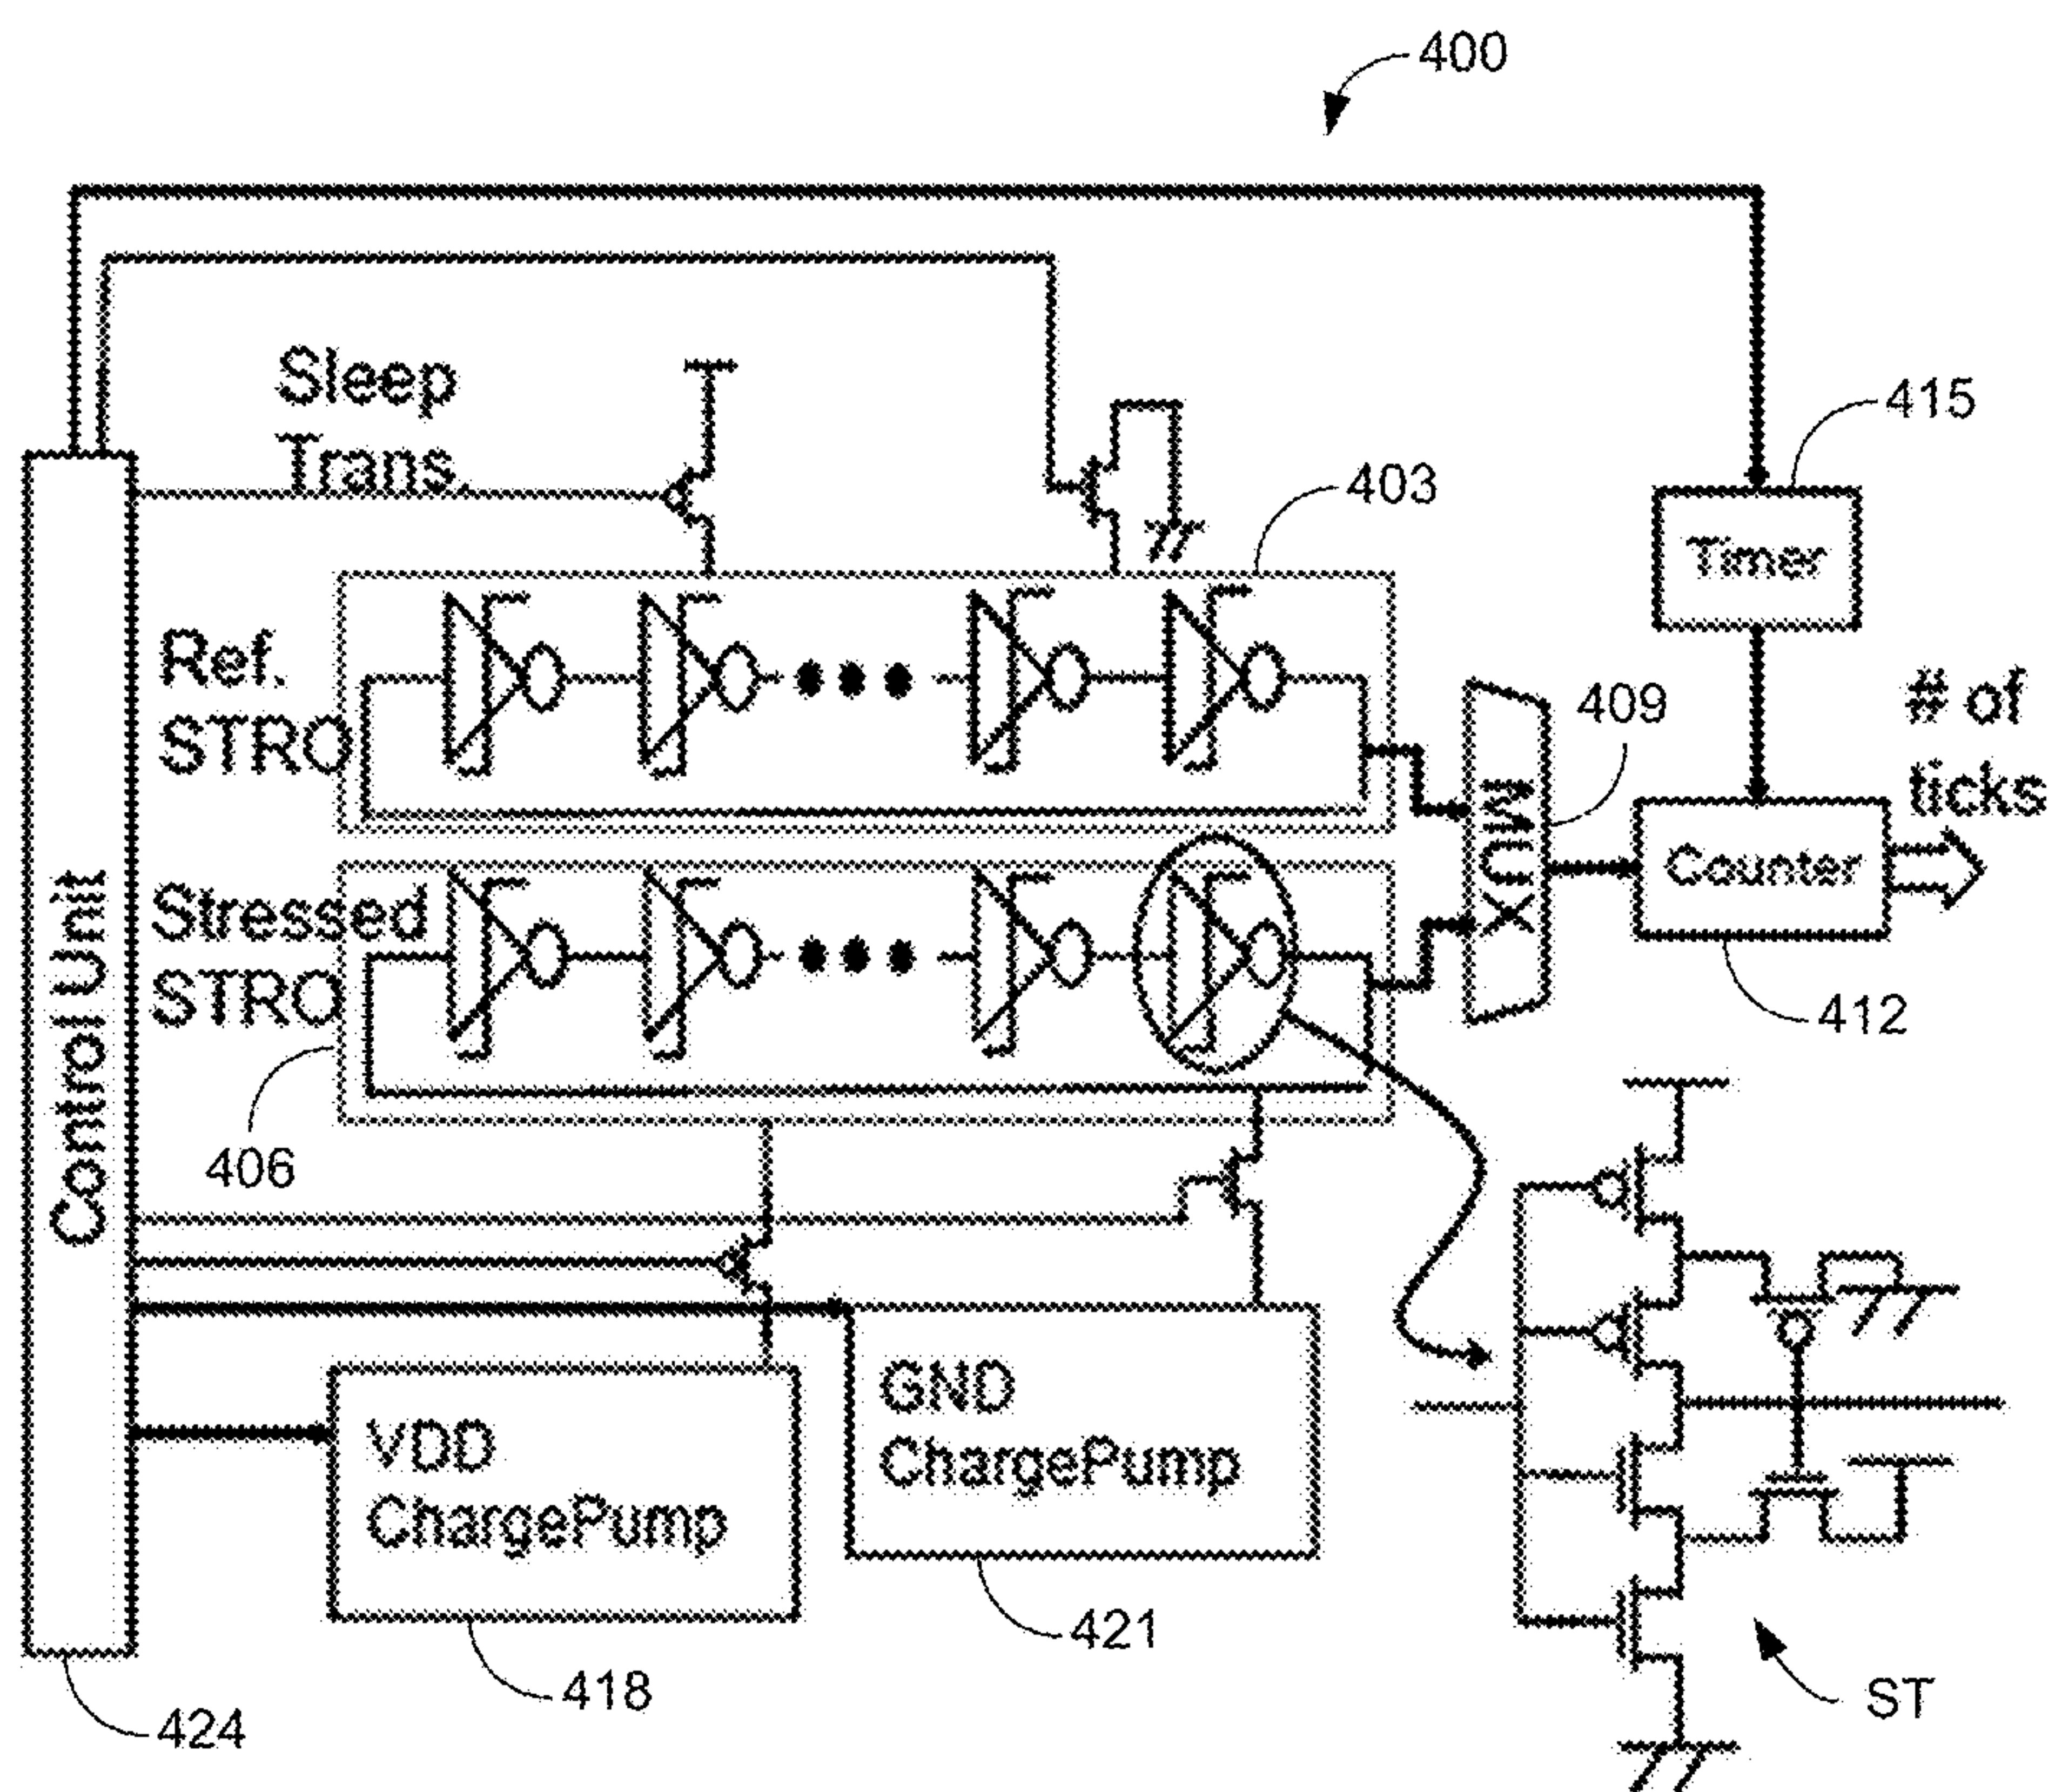 400
Sleep
Trans.
415
403
Timer
Ref.
STRO
409
# of
ticks
MUX
Counter
Control Unit
Stressed
STRO
412
406
GND
ChargePump
VDD
ChargePump
421
418
ST
424